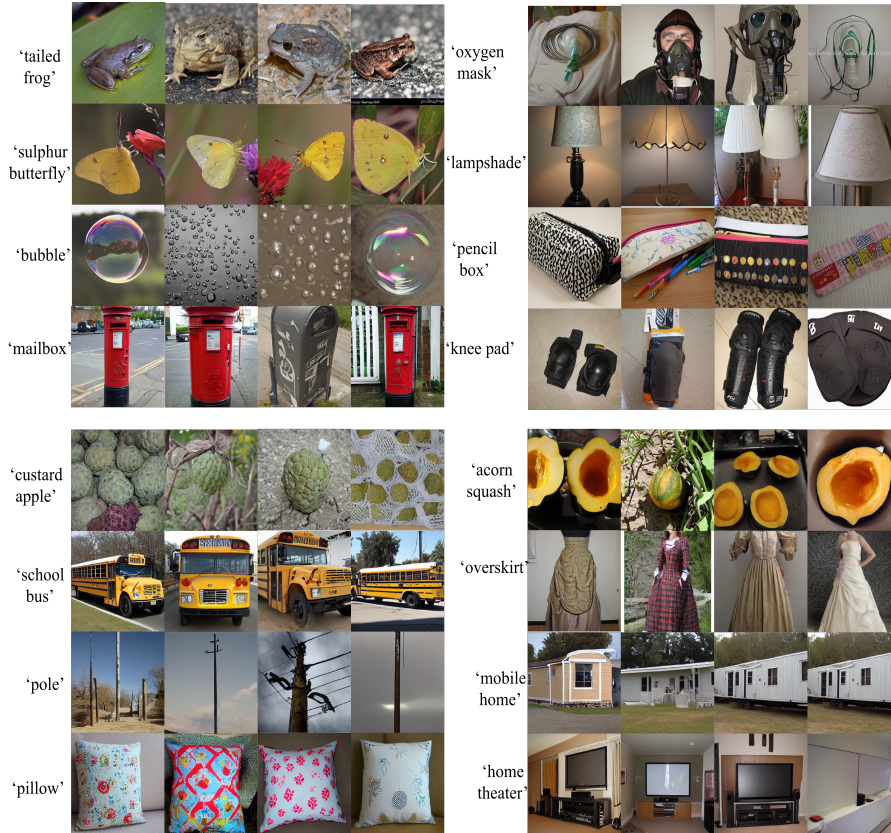 ‘tailed
frog’
‘sulphur
butterfly’
‘bubble’
‘mailbox’
‘oxygen
mask’
‘lampshade’
‘pencil
box’
‘knee pad’
‘custard
apple’
‘school
bus’
‘pole’
‘pillow’
‘acorn
squash’
‘overskirt’
‘mobile
home’
‘home
theater’